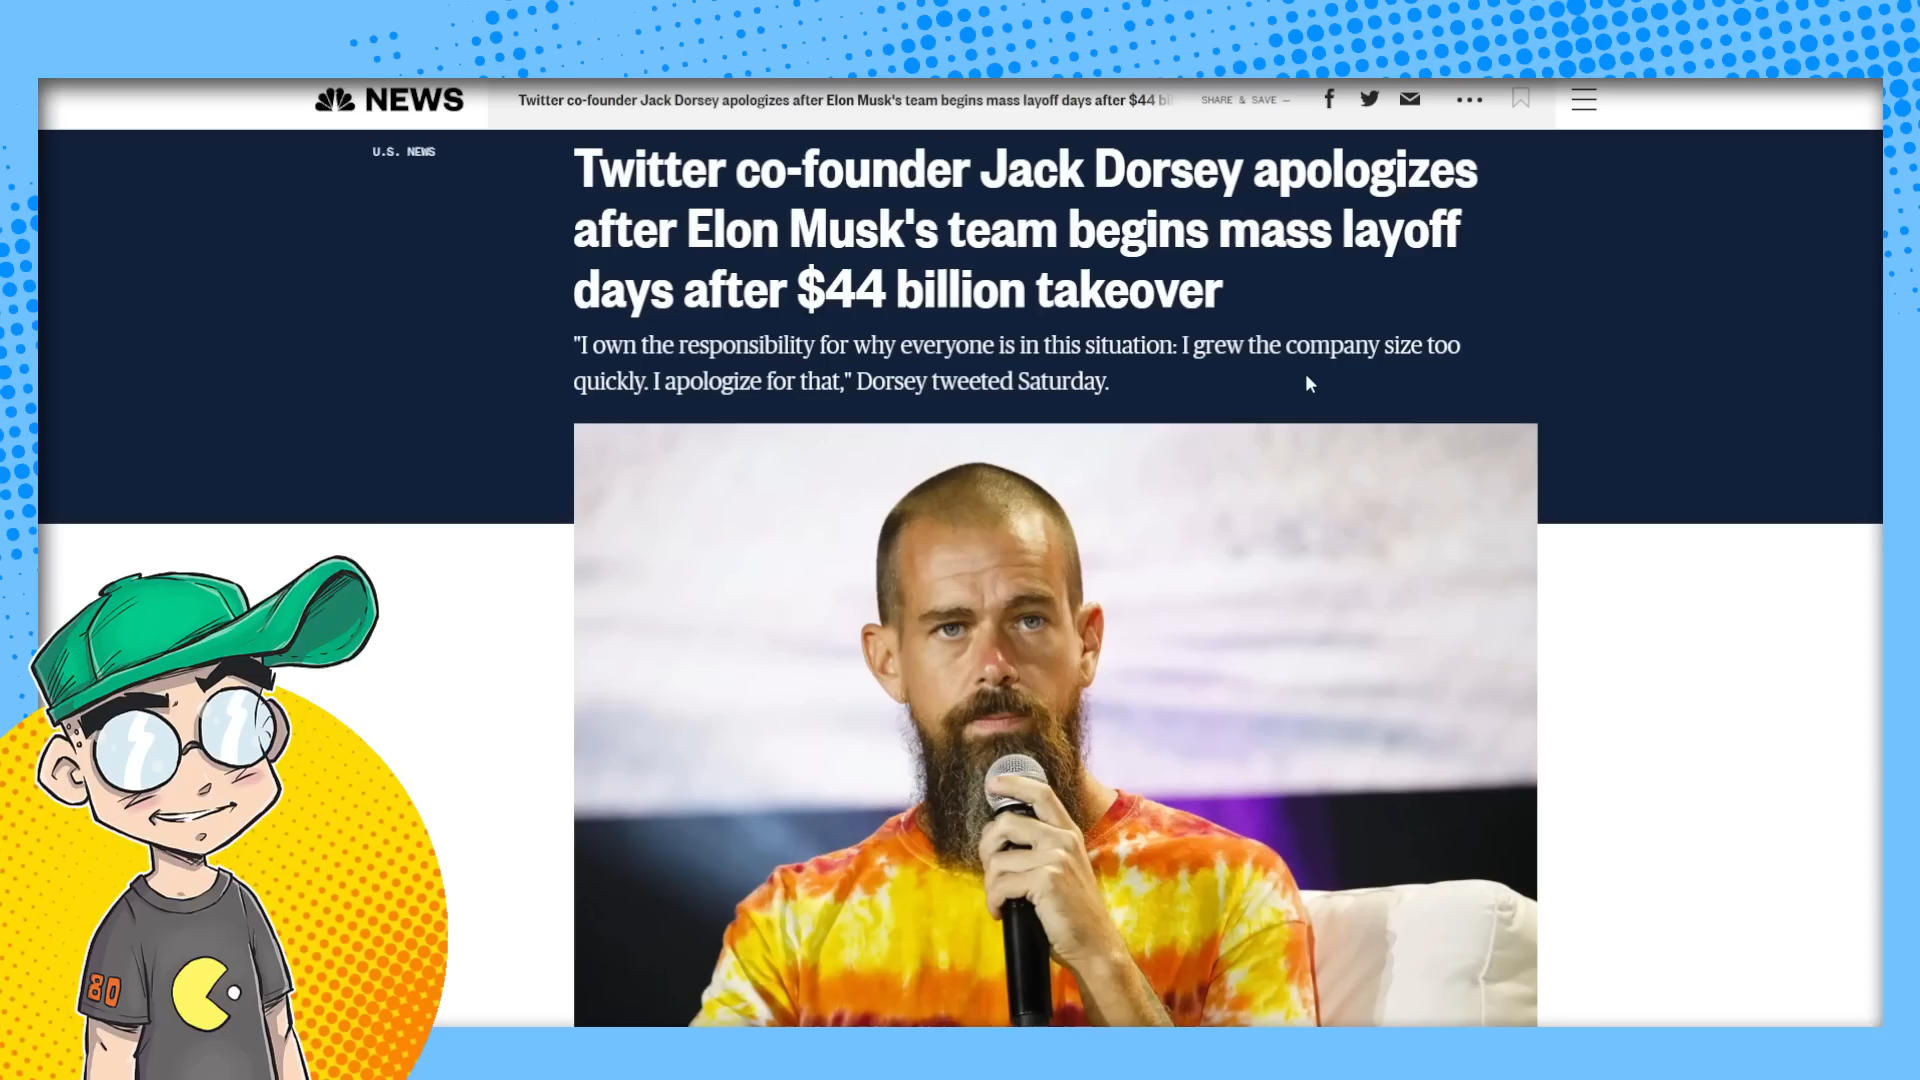 NEWS
Twitter co-founder Jack Dorsey apologizes after Elon Musk's team begins mass layoff days after $44
SHARE & SAVE —
U.S. NEWS
Twitter co-founder Jack Dorsey apologizes
after Elon Musk's team begins mass layoff
days after $44 billion takeover
"I own the responsibility for why everyone is in this situation: I grew the company size too
quickly. I apologize for that," Dorsey tweeted Saturday.
80